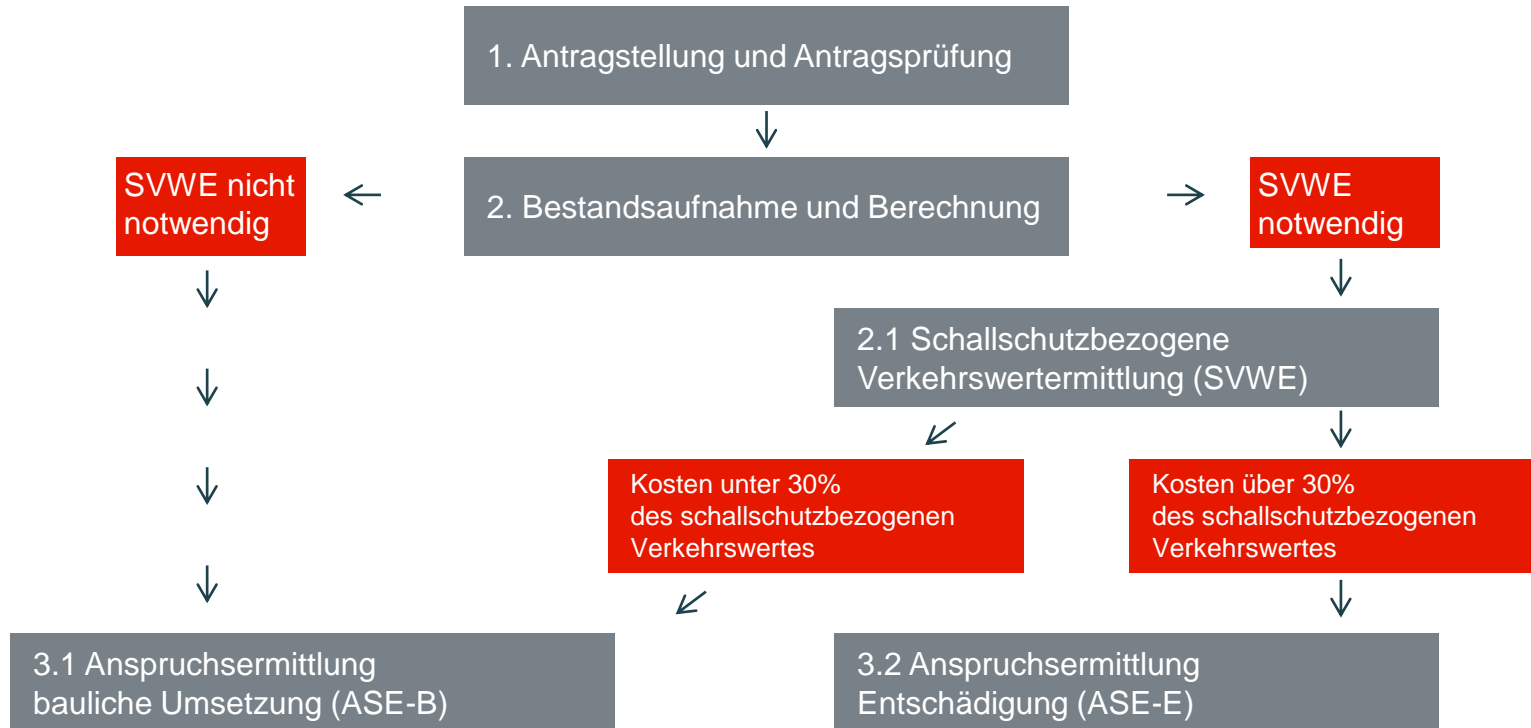 1. Antragstellung und Antragsprüfung
SVWE nicht
notwendig
2. Bestandsaufnahme und Berechnung
SVWE
notwendig
2.1 Schallschutzbezogene
Verkehrswertermittlung (SVWE)
Kosten unter 30%
des schallschutzbezogenen
Verkehrswertes
Kosten über 30%
des schallschutzbezogenen
Verkehrswertes
3.1 Anspruchsermittlung
bauliche Umsetzung (ASE-B)
3.2 Anspruchsermittlung
Entschädigung (ASE-E)